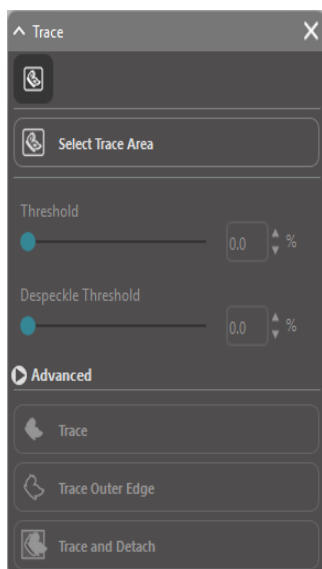 Trace
Select Trace Area
Threshold
0.0 %
Despeckle Threshold
0.0 %
Advanced
Trace
Trace Outer Edge
Trace and Detach